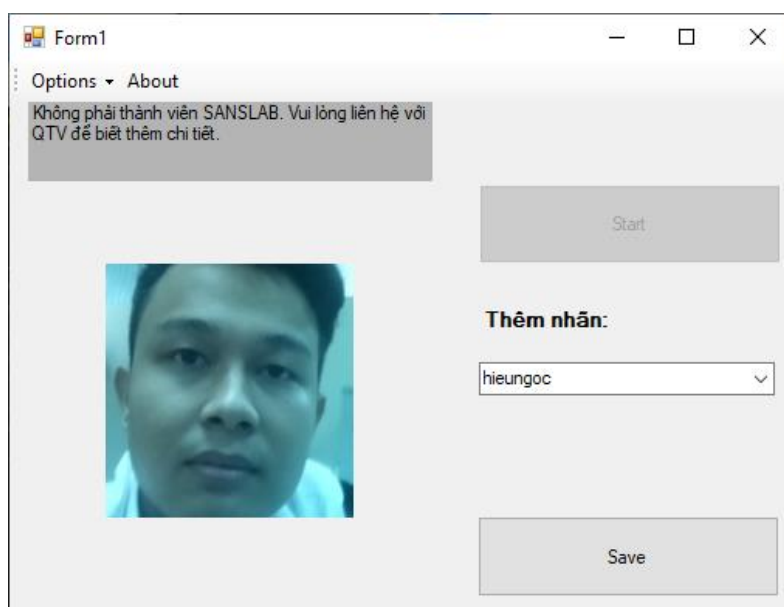 Form1
Options About
Không phải thành viên SANSLAB. Vui lòng liên hệ với
QTV để biết thêm chi tiết.
Start
Thêm nhãn:
hieungoc
Save